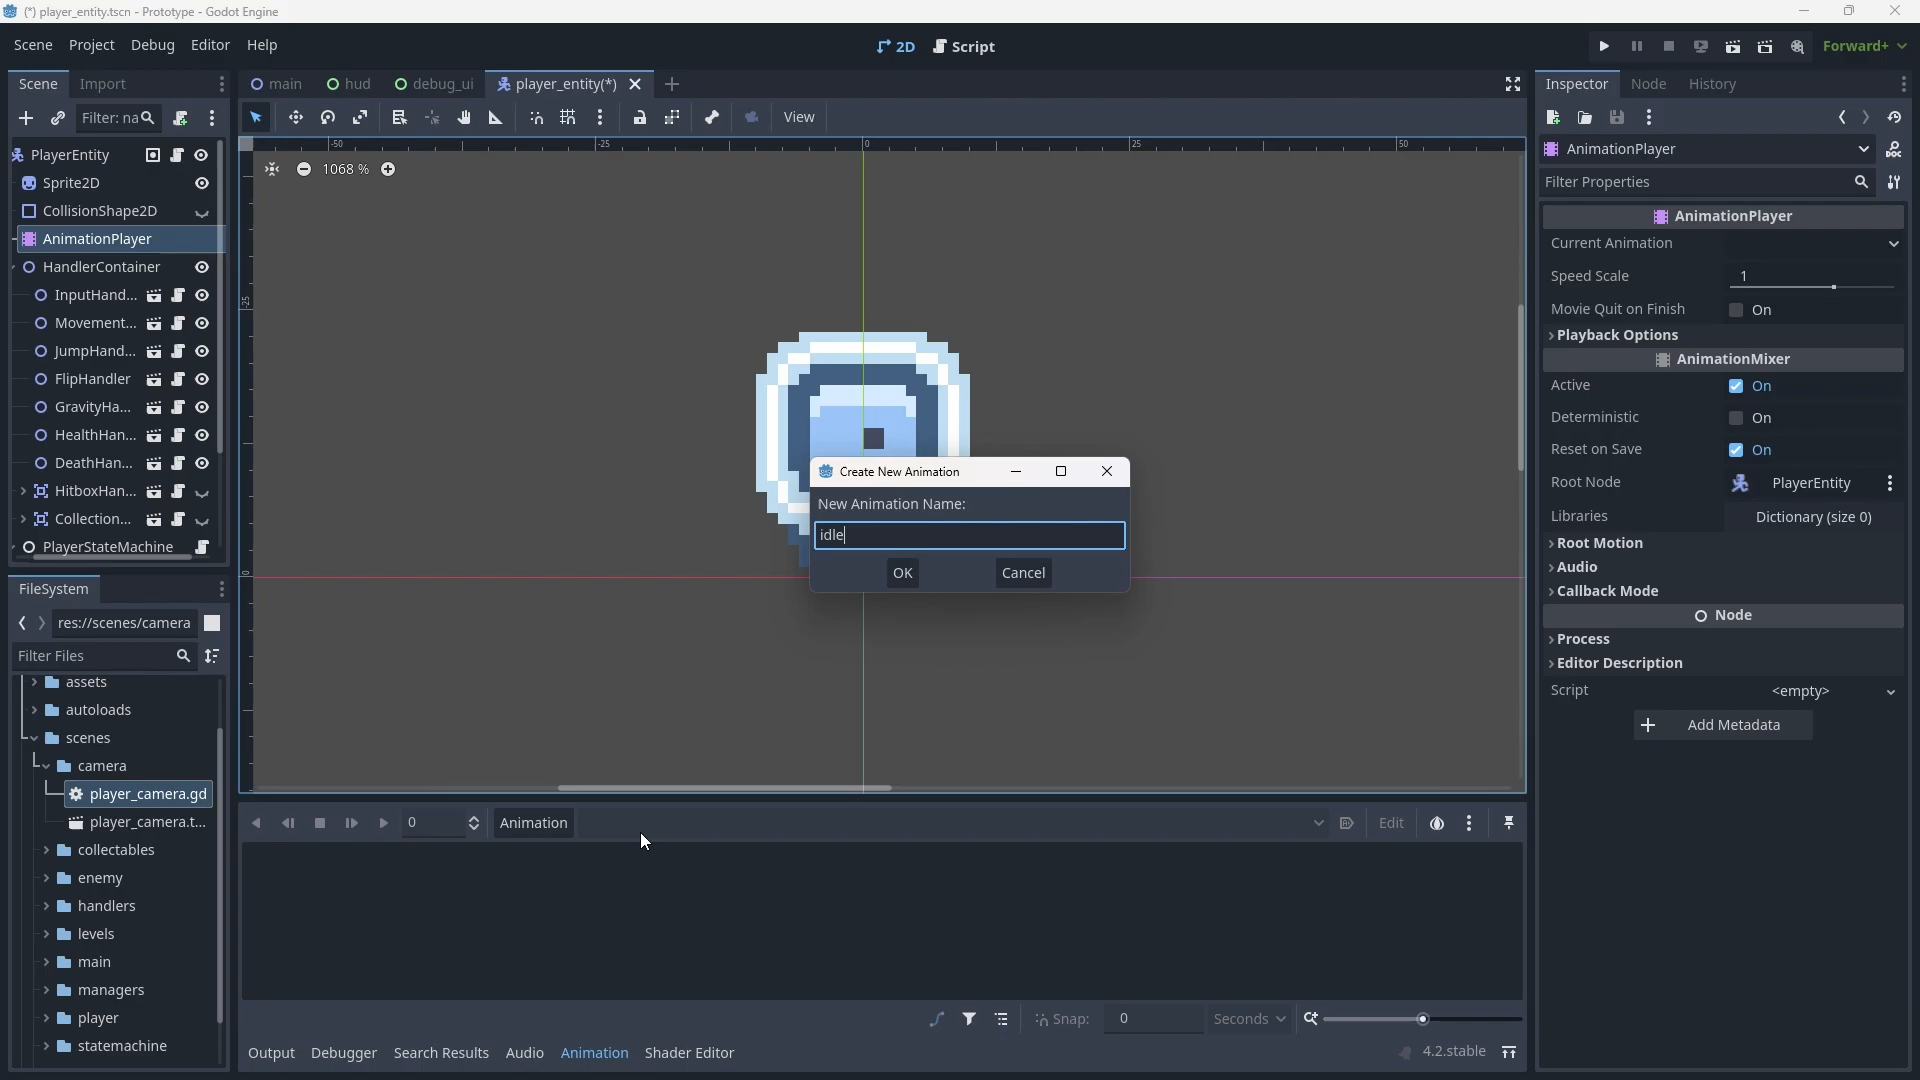 (*) player_entity.tscn - Prototype - Godot Engine
Scene Project Debug Editor Help
2D Script
Forward+
Scene Import
main hud debug_ui player_entity(*)
Inspector Node History
Filter: na
View
AnimationPlayer
Filter Properties
PlayerEntity
Sprite2D
CollisionShape2D
AnimationPlayer
HandlerContainer
InputHand...
Movement...
JumpHand...
FlipHandler
GravityHa...
HealthHan...
DeathHan...
HitboxHan...
Collection...
PlayerStateMachine
FileSystem
res://scenes/camera
Filter Files
assets
autoloads
scenes
camera
player_camera.gd
player_camera.t...
collectables
enemy
handlers
levels
main
managers
player
statemachine
-50 -25 0 25 50
1068 %
-25
0
Create New Animation
New Animation Name:
idle
OK Cancel
0 Animation Edit
Snap: 0 Seconds
Output Debugger Search Results Audio Animation Shader Editor
4.2.stable
AnimationPlayer
Current Animation
Speed Scale 1
Movie Quit on Finish On
Playback Options
AnimationMixer
Active On
Deterministic On
Reset on Save On
Root Node PlayerEntity
Libraries Dictionary (size 0)
Root Motion
Audio
Callback Mode
Node
Process
Editor Description
Script <empty>
Add Metadata